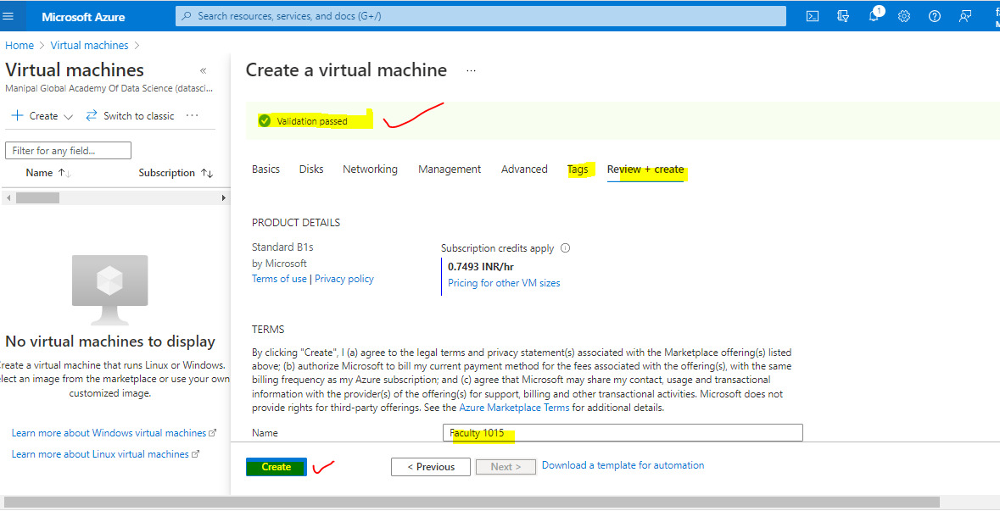 Microsoft Azure
Search resources, services, and docs (G+/)
1
Home > Virtual machines >
Virtual machines
«
Manipal Global Academy Of Data Science (datasci...
+ Create
Switch to classic
...
Filter for any field...
Name ↑↓
Subscription ↑↓
No virtual machines to display
Create a virtual machine that runs Linux or Windows.
elect an image from the marketplace or use your own
customized image.
Learn more about Windows virtual machines
Learn more about Linux virtual machines
Create a virtual machine
...
Validation passed
Basics Disks Networking Management Advanced Tags Review + create
PRODUCT DETAILS
Standard B1s
by Microsoft
Terms of use | Privacy policy
Subscription credits apply
0.7493 INR/hr
Pricing for other VM sizes
TERMS
By clicking "Create", I (a) agree to the legal terms and privacy statement(s) associated with the Marketplace offering(s) listed
above; (b) authorize Microsoft to bill my current payment method for the fees associated with the offering(s), with the same
billing frequency as my Azure subscription; and (c) agree that Microsoft may share my contact, usage and transactional
information with the provider(s) of the offering(s) for support, billing and other transactional activities. Microsoft does not
provide rights for third-party offerings. See the Azure Marketplace Terms for additional details.
Name
Faculty 1015
Create
< Previous
Next >
Download a template for automation